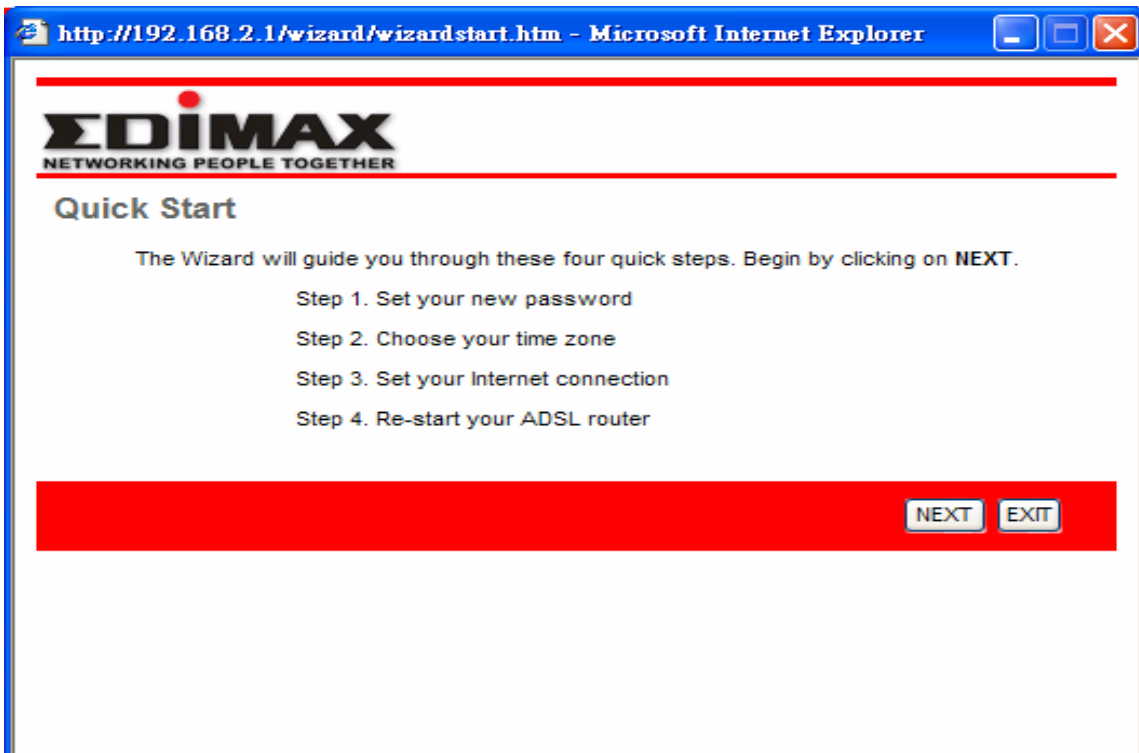 http://192.168.2.1/wizard/wizardstart.htm - Microsoft Internet Explorer
EDiMAX
NETWORKING PEOPLE TOGETHER
Quick Start
The Wizard will guide you through these four quick steps. Begin by clicking on NEXT.
Step 1. Set your new password
Step 2. Choose your time zone
Step 3. Set your Internet connection
Step 4. Re-start your ADSL router
NEXT EXIT